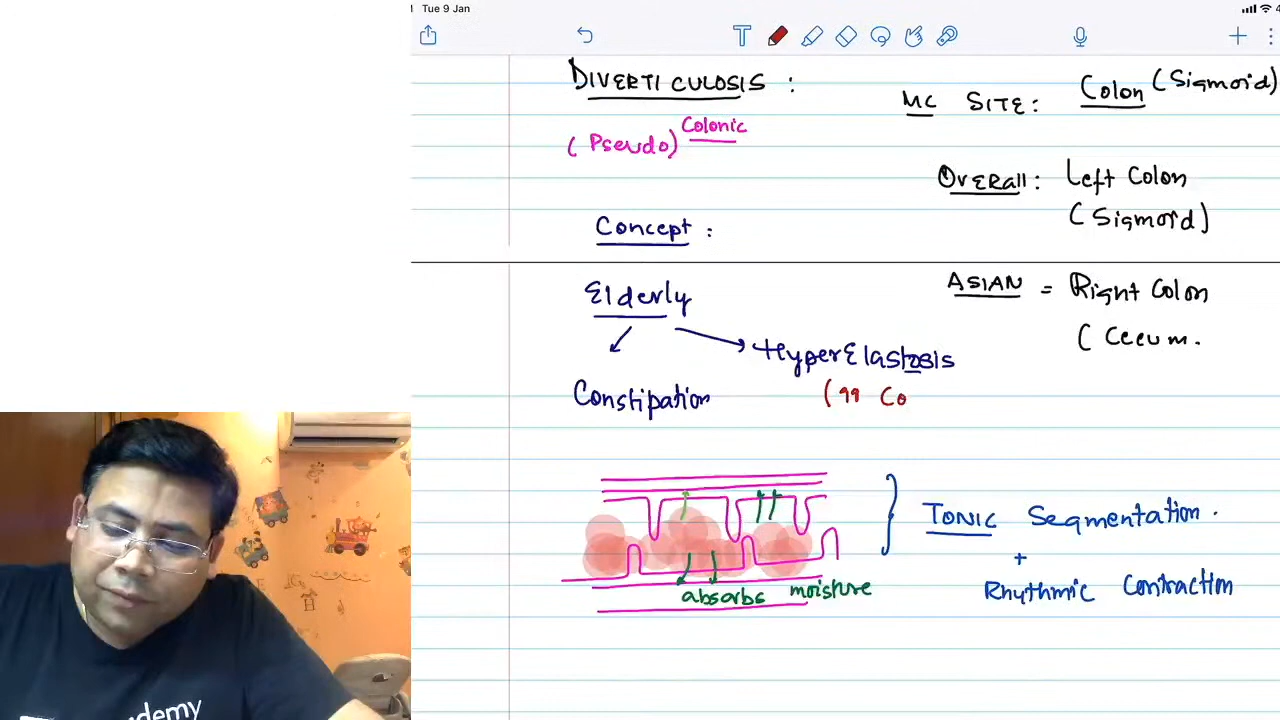 Tue 9 Jan
DIVERTICULOSIS :
(Pseudo) Colonic
MC SITE: Colon (Sigmoid)
OVERAll: Left Colon
(Sigmoid)
Concept :
Elderly
ASIAN = Right Colon
( Cecum.
HyperElastosis
Constipation
( ↑↑ Co
TONIC Segmentation.
+
Rhythmic Contraction
absorbs moisture
demy